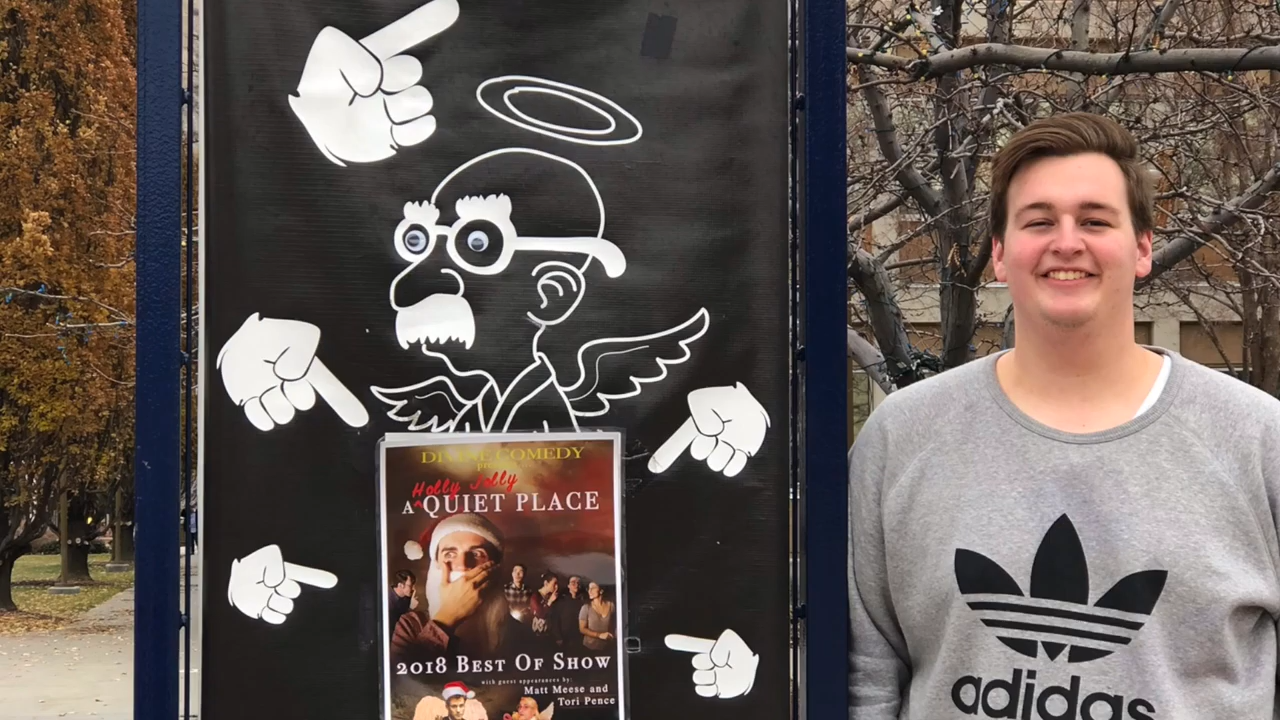 DIVINE COMEDY
Holly Jolly
A ^ QUIET PLACE
2018 BEST OF SHOW
with guest appearances by:
Matt Meese and
Tori Pence
adidas